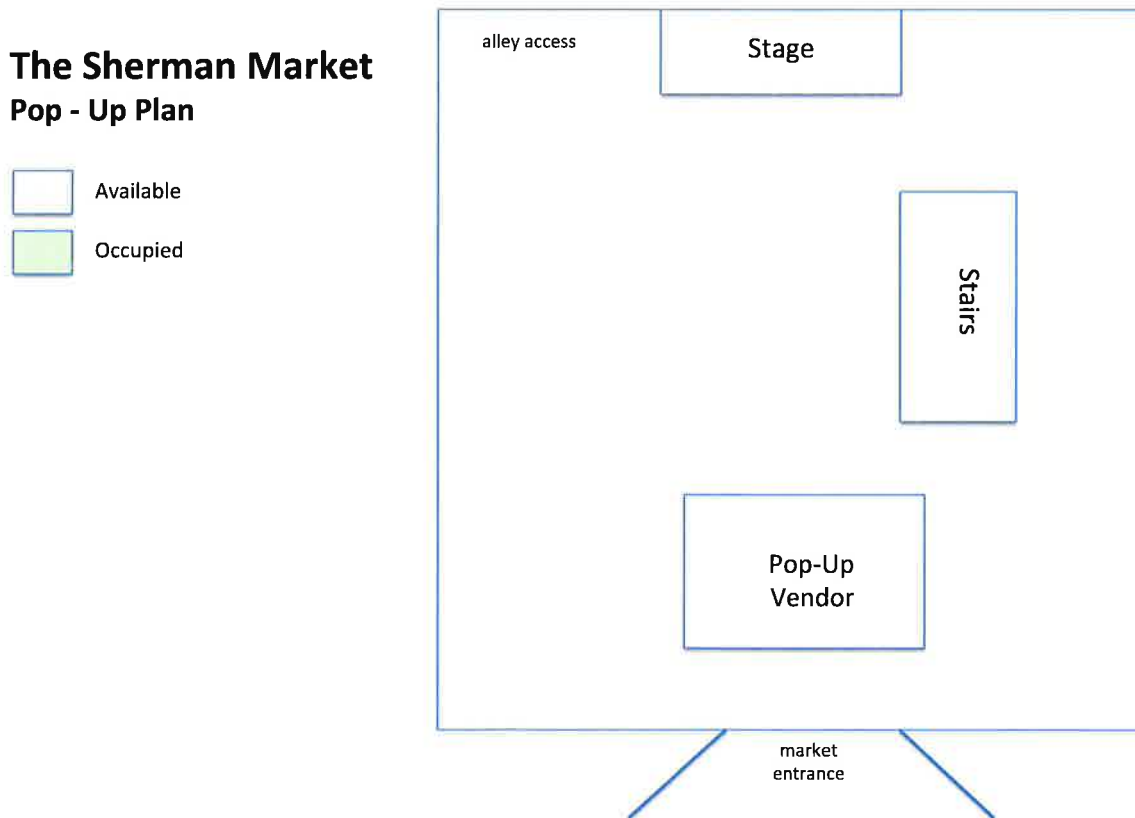 The Sherman Market
Pop - Up Plan
Available
Occupied
alley access
Stage
Stairs
Pop-Up
Vendor
market
entrance